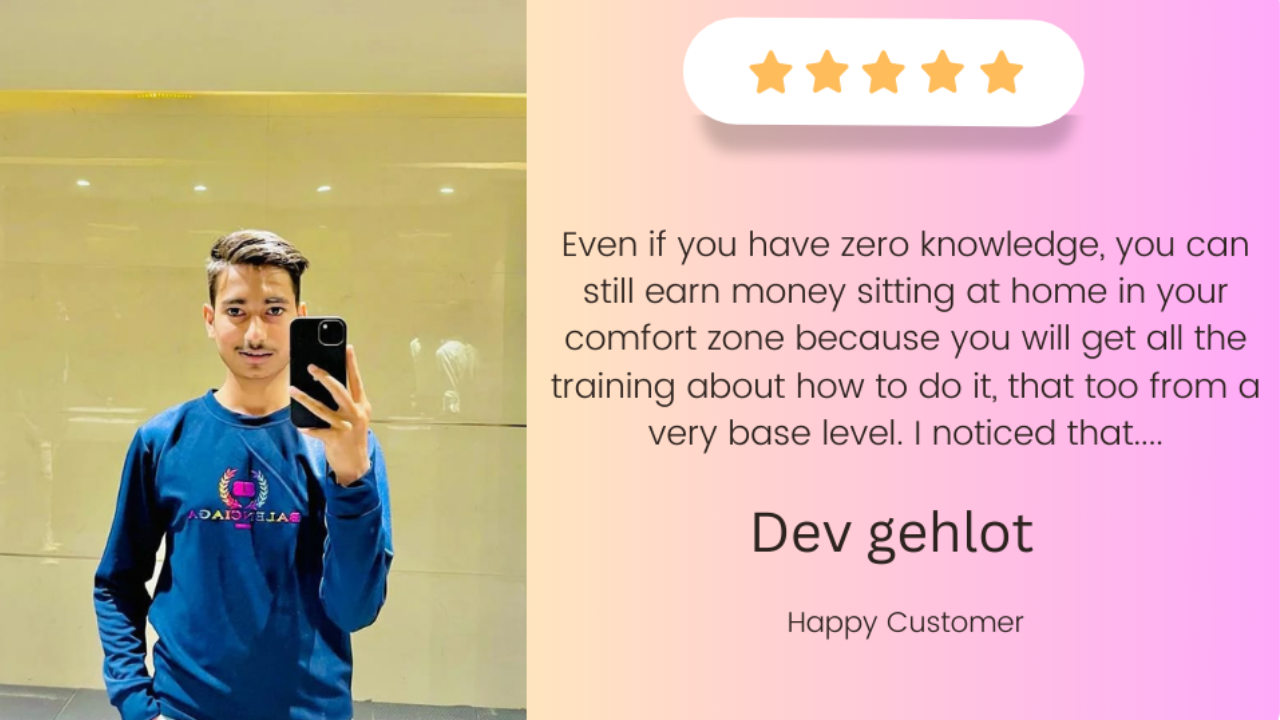 Even if you have zero knowledge, you can
still earn money sitting at home in your
comfort zone because you will get all the
training about how to do it, that too from a
very base level. I noticed that....
Dev gehlot
Happy Customer
BALENCIAGA